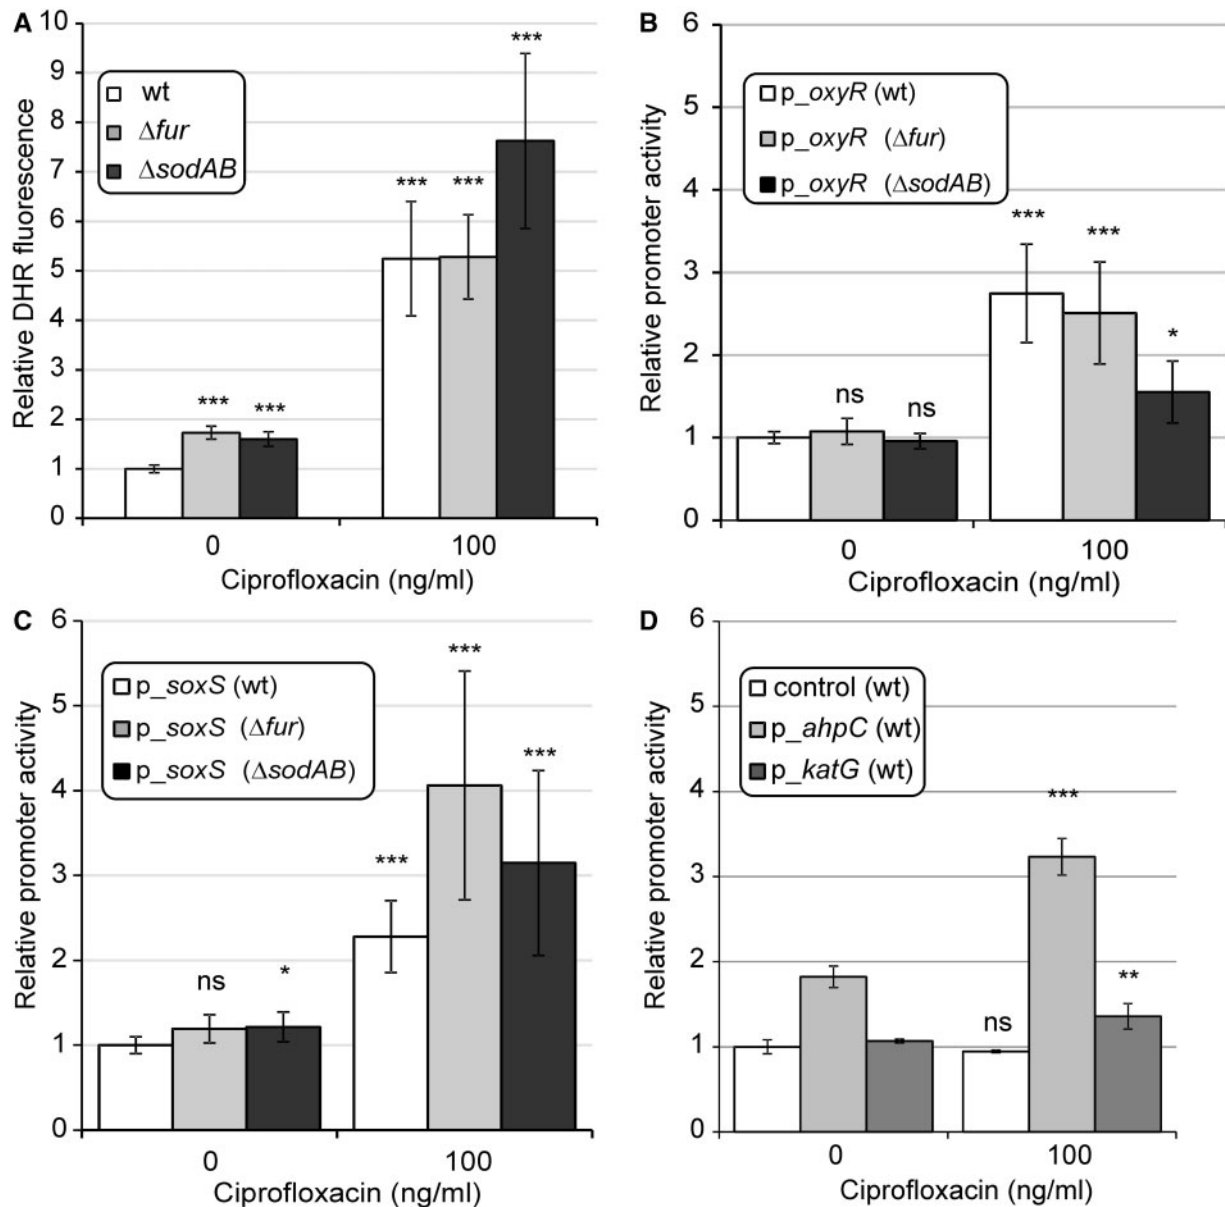 A
10
9
8
7
6
5
4
3
2
1
0
Relative DHR fluorescence
wt
Δfur
ΔsodAB
***
***
***
***
***
0
100
Ciprofloxacin (ng/ml)
B
6
5
4
3
2
1
0
Relative promoter activity
p_oxyR (wt)
p_oxyR (Δfur)
p_oxyR (ΔsodAB)
ns
ns
***
***
*
0
100
Ciprofloxacin (ng/ml)
C
6
5
4
3
2
1
0
Relative promoter activity
p_soxS (wt)
p_soxS (Δfur)
p_soxS (ΔsodAB)
ns
*
***
***
***
0
100
Ciprofloxacin (ng/ml)
D
6
5
4
3
2
1
0
Relative promoter activity
control (wt)
p_ahpC (wt)
p_katG (wt)
ns
***
**
0
100
Ciprofloxacin (ng/ml)